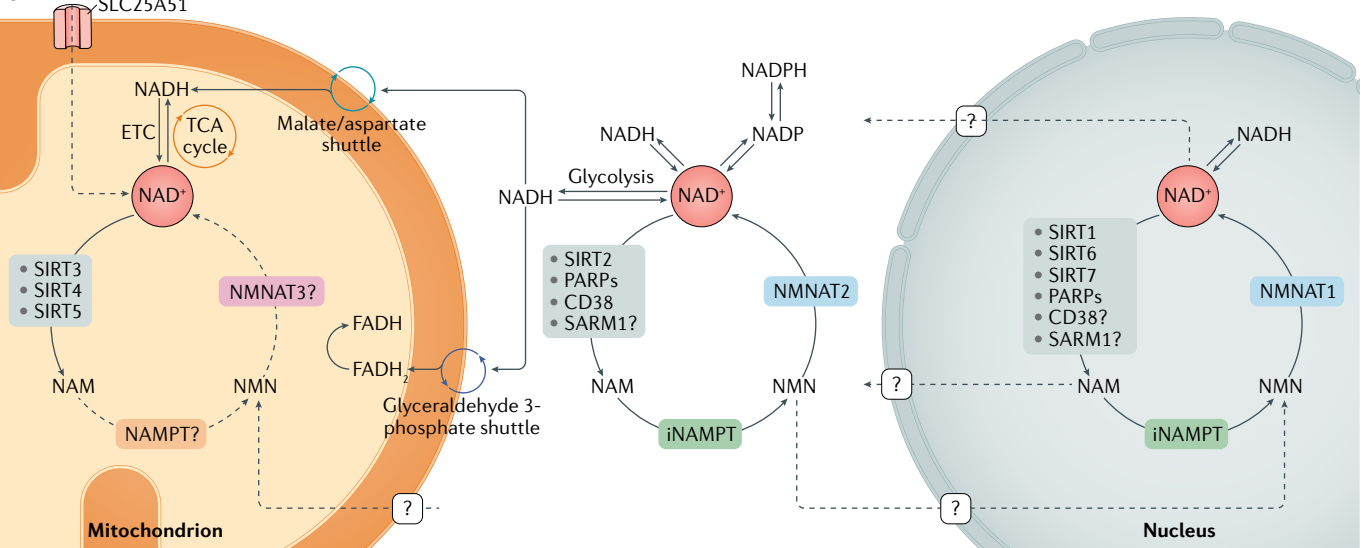 SLC25A51
NADH
ETC
TCA
cycle
NAD+
• SIRT3
• SIRT4
• SIRT5
NMNAT3?
NAM
NMN
NAMPT?
FADH
FADH2
Malate/aspartate
shuttle
Glyceraldehyde 3-
phosphate shuttle
?
Mitochondrion
NADH
Glycolysis
NADPH
NADH
NADP
NAD+
• SIRT2
• PARPs
• CD38
• SARM1?
NMNAT2
NAM
NMN
iNAMPT
?
?
?
NADH
NAD+
• SIRT1
• SIRT6
• SIRT7
• PARPs
• CD38?
• SARM1?
NMNAT1
NAM
NMN
iNAMPT
Nucleus